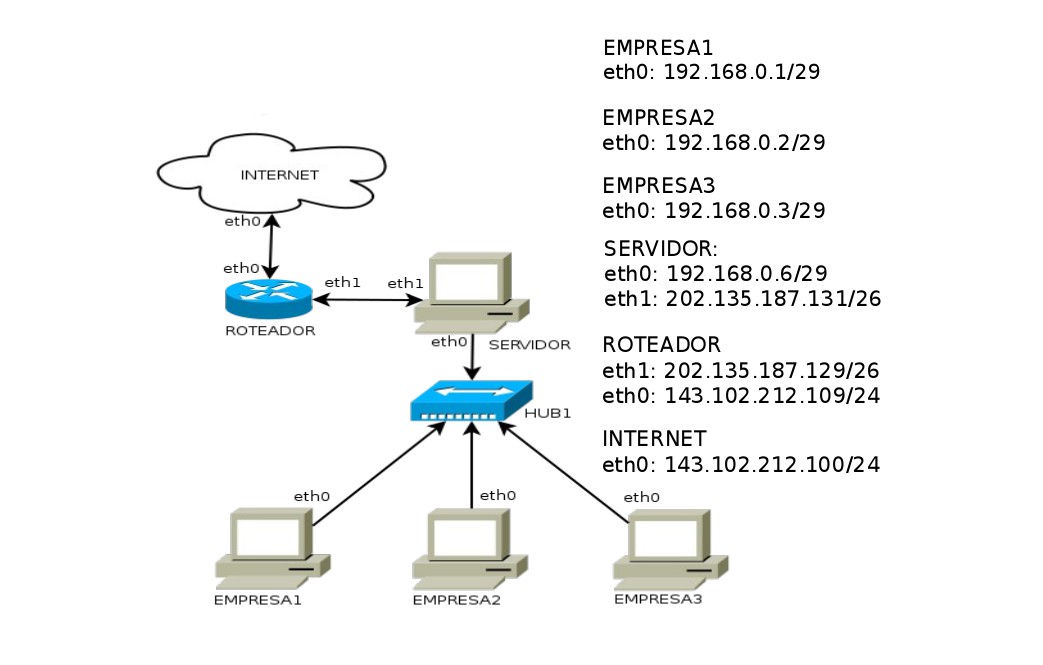 EMPRESA1
eth0: 192.168.0.1/29
EMPRESA2
eth0: 192.168.0.2/29
EMPRESA3
eth0: 192.168.0.3/29
SERVIDOR:
eth0: 192.168.0.6/29
eth1: 202.135.187.131/26
ROTEADOR
eth1: 202.135.187.129/26
eth0: 143.102.212.109/24
INTERNET
eth0: 143.102.212.100/24
INTERNET
eth0
eth0
eth1
eth1
ROTEADOR
eth0
SERVIDOR
HUB1
eth0
eth0
eth0
EMPRESA1
EMPRESA2
EMPRESA3